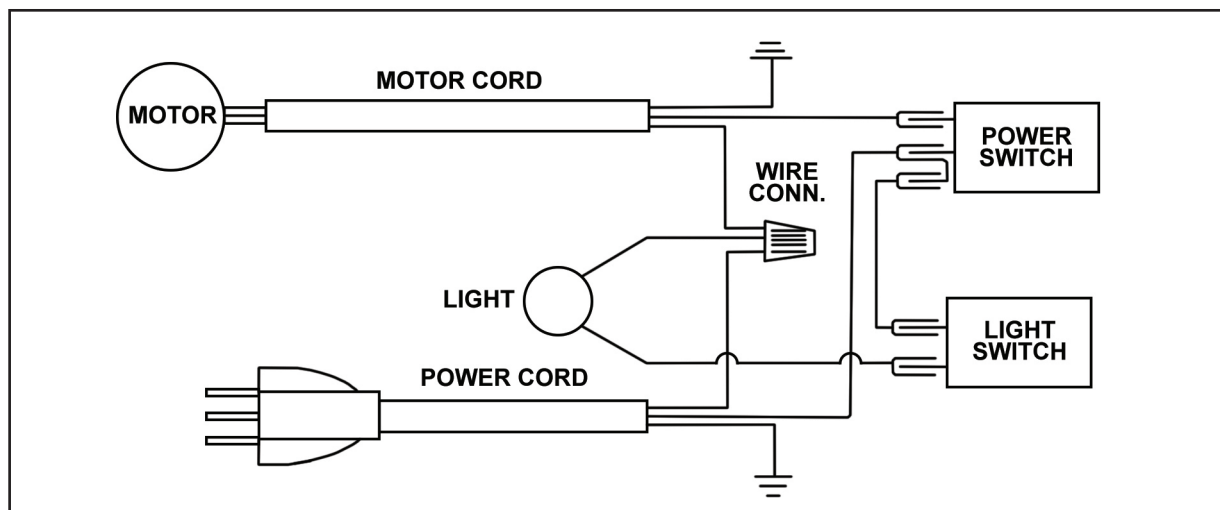 MOTOR CORD
MOTOR
POWER
SWITCH
WIRE
CONN.
LIGHT
LIGHT
SWITCH
POWER CORD